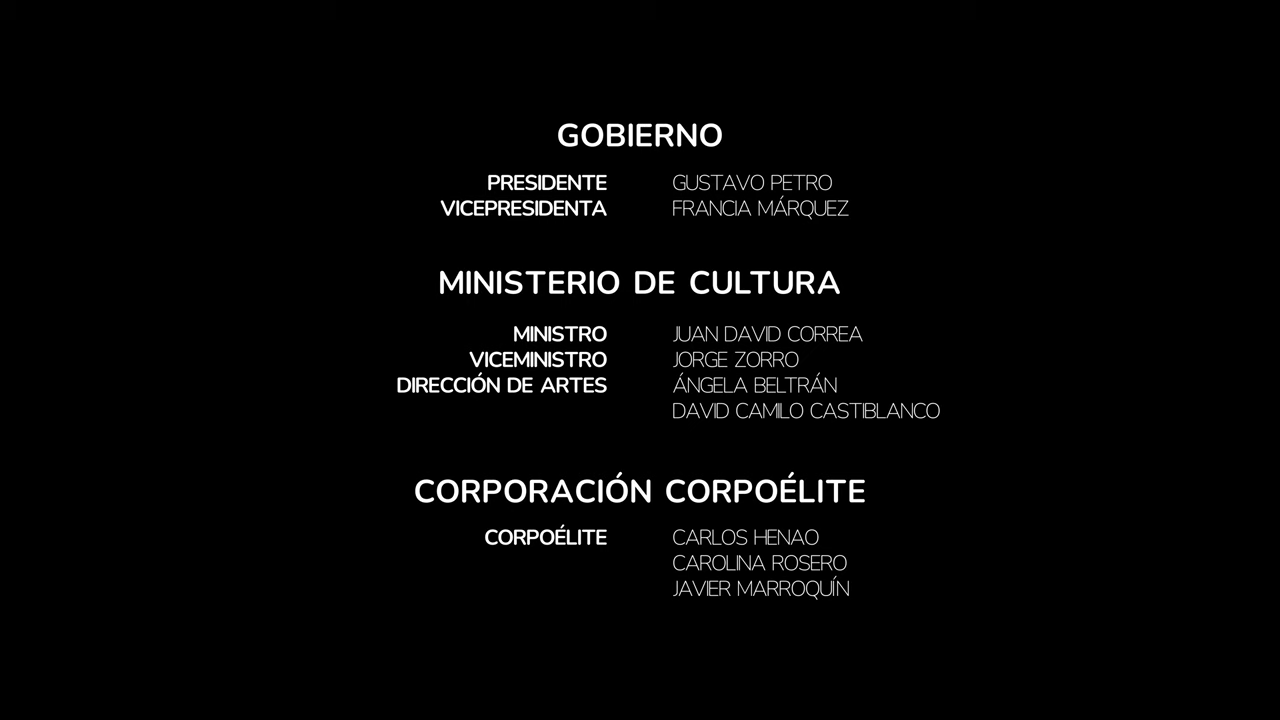 GOBIERNO
PRESIDENTE GUSTAVO PETRO
VICEPRESIDENTA FRANCIA MÁRQUEZ
MINISTERIO DE CULTURA
MINISTRO JUAN DAVID CORREA
VICEMINISTRO JORGE ZORRO
DIRECCIÓN DE ARTES ÁNGELA BELTRÁN
DAVID CAMILO CASTIBLANCO
CORPORACIÓN CORPOÉLITE
CORPOÉLITE CARLOS HENAO
CAROLINA ROSERO
JAVIER MARROQUÍN